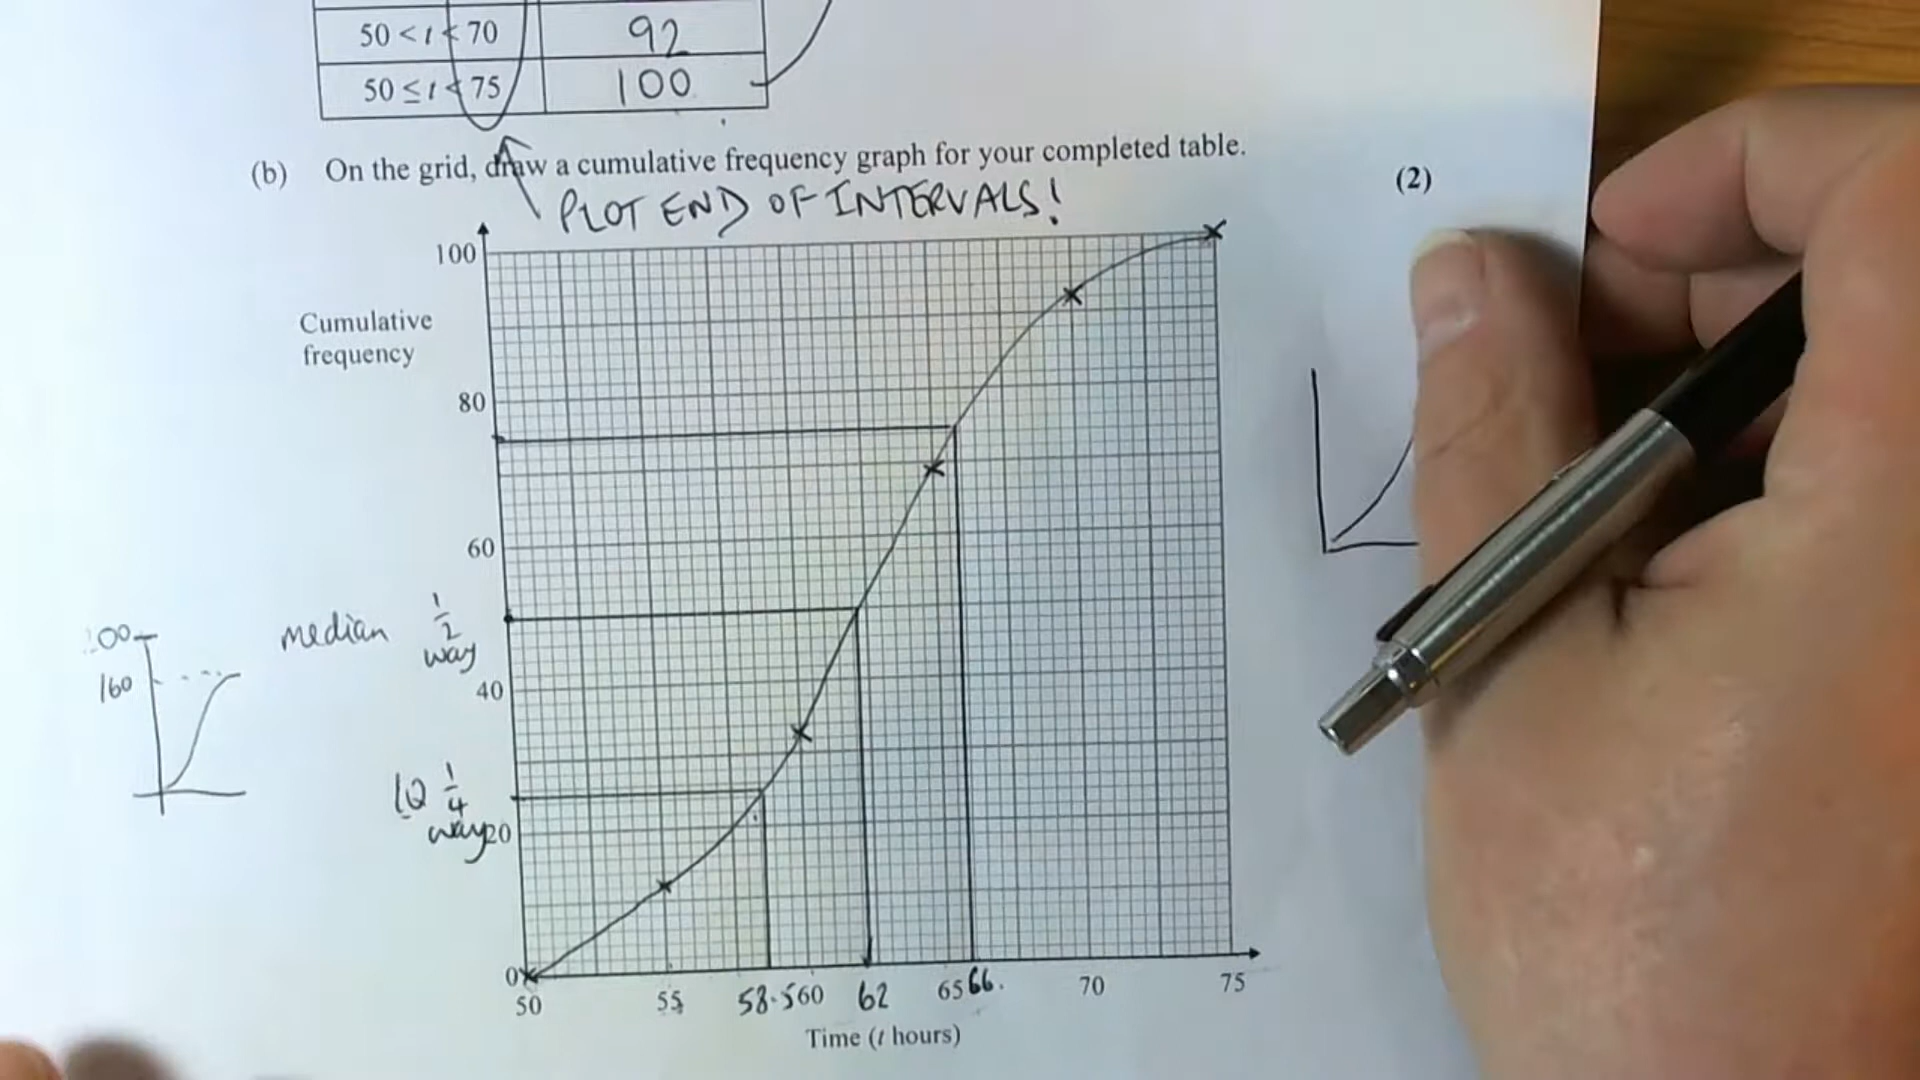 50 < t < 70 92
50 ≤ t < 75 100
(b) On the grid, draw a cumulative frequency graph for your completed table.
(2)
PLOT END OF INTERVALS!
100
Cumulative
frequency
80
60
median 1/2
way
40
160
LQ 1/4
way
20
0
50 55 58.5 60 62 65 66. 70 75
Time (t hours)